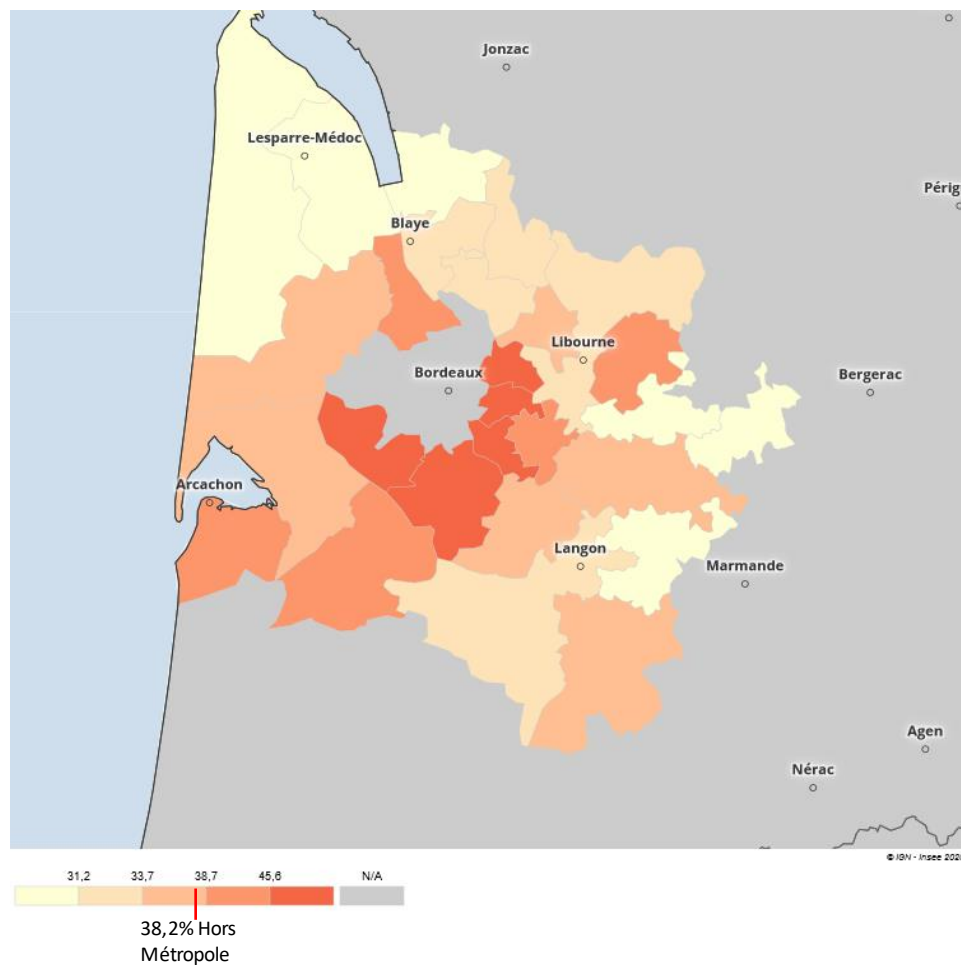 Jonzac
Lesparre-Médoc
Périg
Blaye
Libourne
Bordeaux
Bergerac
Arcachon
Langon
Marmande
Agen
Nérac
© IGN - Insee 202
31,2 33,7 38,7 45,6 N/A
38,2% Hors
Métropole